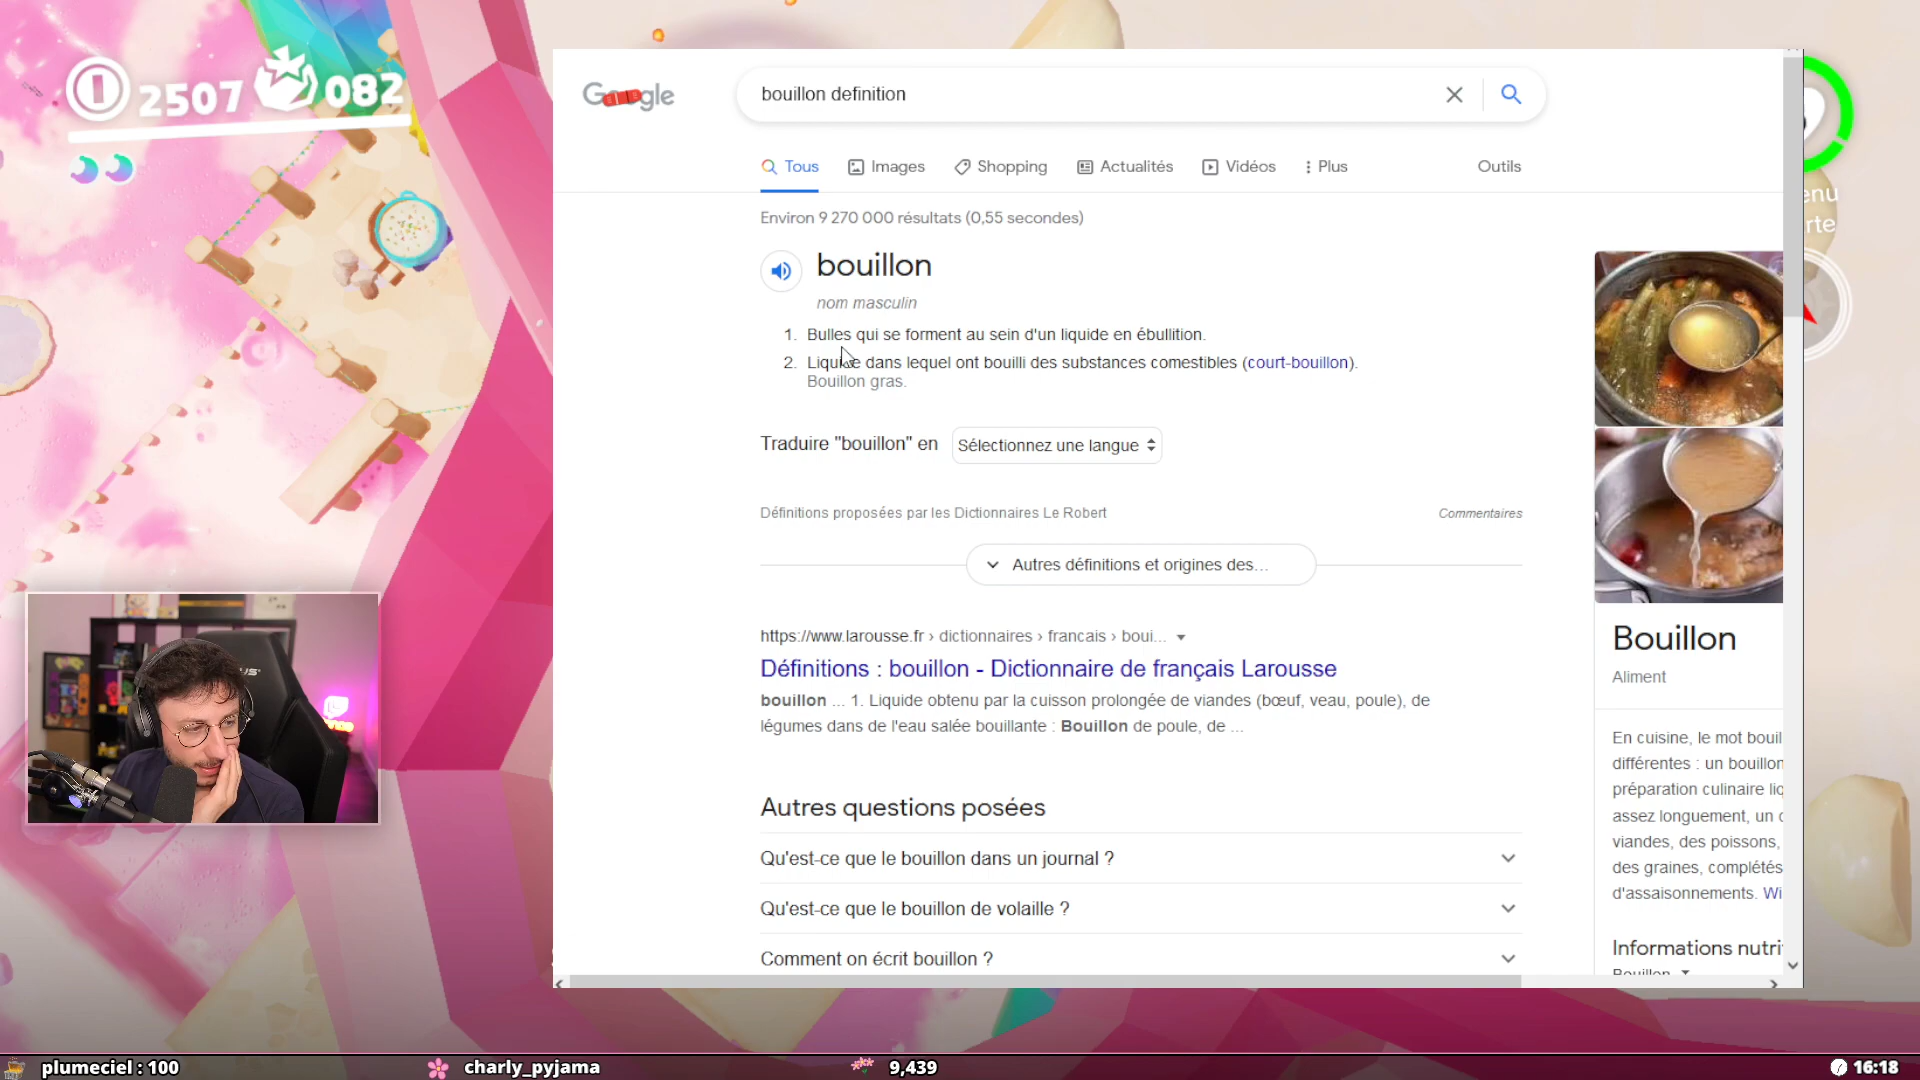 2507 082
Google
bouillon definition
Tous Images Shopping Actualités Vidéos Plus Outils
Environ 9 270 000 résultats (0,55 secondes)
bouillon
nom masculin
1. Bulles qui se forment au sein d'un liquide en ébullition.
2. Liquide dans lequel ont bouilli des substances comestibles (court-bouillon).
Bouillon gras.
Traduire "bouillon" en Sélectionnez une langue
Définitions proposées par les Dictionnaires Le Robert Commentaires
Autres définitions et origines des...
https://www.larousse.fr › dictionnaires › francais › boui...
Définitions : bouillon - Dictionnaire de français Larousse
bouillon ... 1. Liquide obtenu par la cuisson prolongée de viandes (bœuf, veau, poule), de
légumes dans de l'eau salée bouillante : Bouillon de poule, de ...
Autres questions posées
Qu'est-ce que le bouillon dans un journal ?
Qu'est-ce que le bouillon de volaille ?
Comment on écrit bouillon ?
Bouillon
Aliment
En cuisine, le mot bouil
différentes : un bouillon
préparation culinaire liq
assez longuement, un
viandes, des poissons,
des graines, complétés
d'assaisonnements. Wi
Informations nutri
Bouillon
enu
rte
plumeciel : 100
charly_pyjama
9,439
16:18